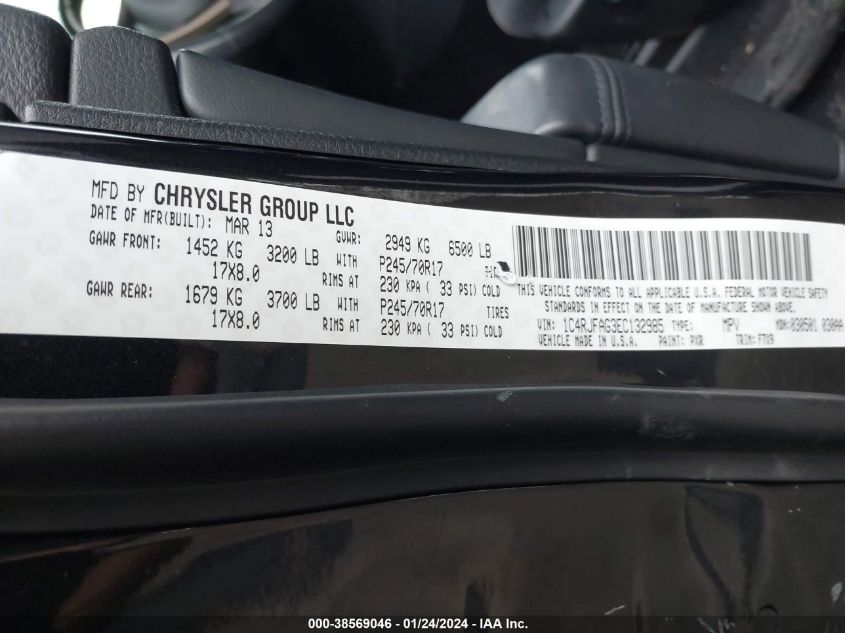 MFD BY CHRYSLER GROUP LLC
DATE OF MFR(BUILT): MAR 13 GVWR: 2949 KG 6500 LB
GAWR FRONT: 1452 KG 3200 LB WITH P245/70R17
17X8.0 RIMS AT 230 KPA ( 33 PSI) COLD
GAWR REAR: 1679 KG 3700 LB WITH P245/70R17 TIRES
17X8.0 RIMS AT 230 KPA ( 33 PSI) COLD
THIS VEHICLE CONFORMS TO ALL APPLICABLE U.S.A. FEDERAL MOTOR VEHICLE SAFETY
STANDARDS IN EFFECT ON THE DATE OF MANUFACTURE SHOWN ABOVE.
VIN: 1C4RJFAG3EC132985 TYPE: MPV MDH: 030501 030AA
VEHICLE MADE IN U.S.A. PAINT: PXR TRIM:
000-38569046 - 01/24/2024 - IAA Inc.